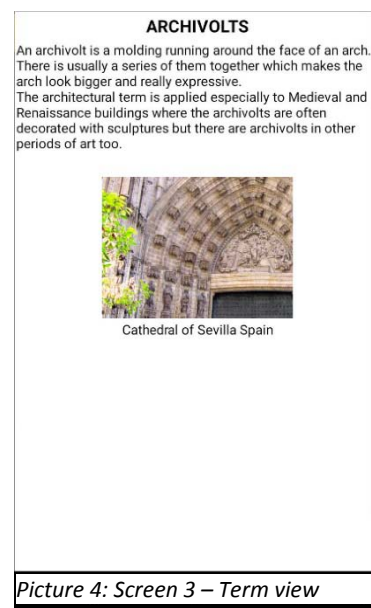 ARCHIVOLTS
An archivolt is a molding running around the face of an arch.
There is usually a series of them together which makes the
arch look bigger and really expressive.
The architectural term is applied especially to Medieval and
Renaissance buildings where the archivolts are often
decorated with sculptures but there are archivolts in other
periods of art too.
Cathedral of Sevilla Spain
Picture 4: Screen 3 – Term view